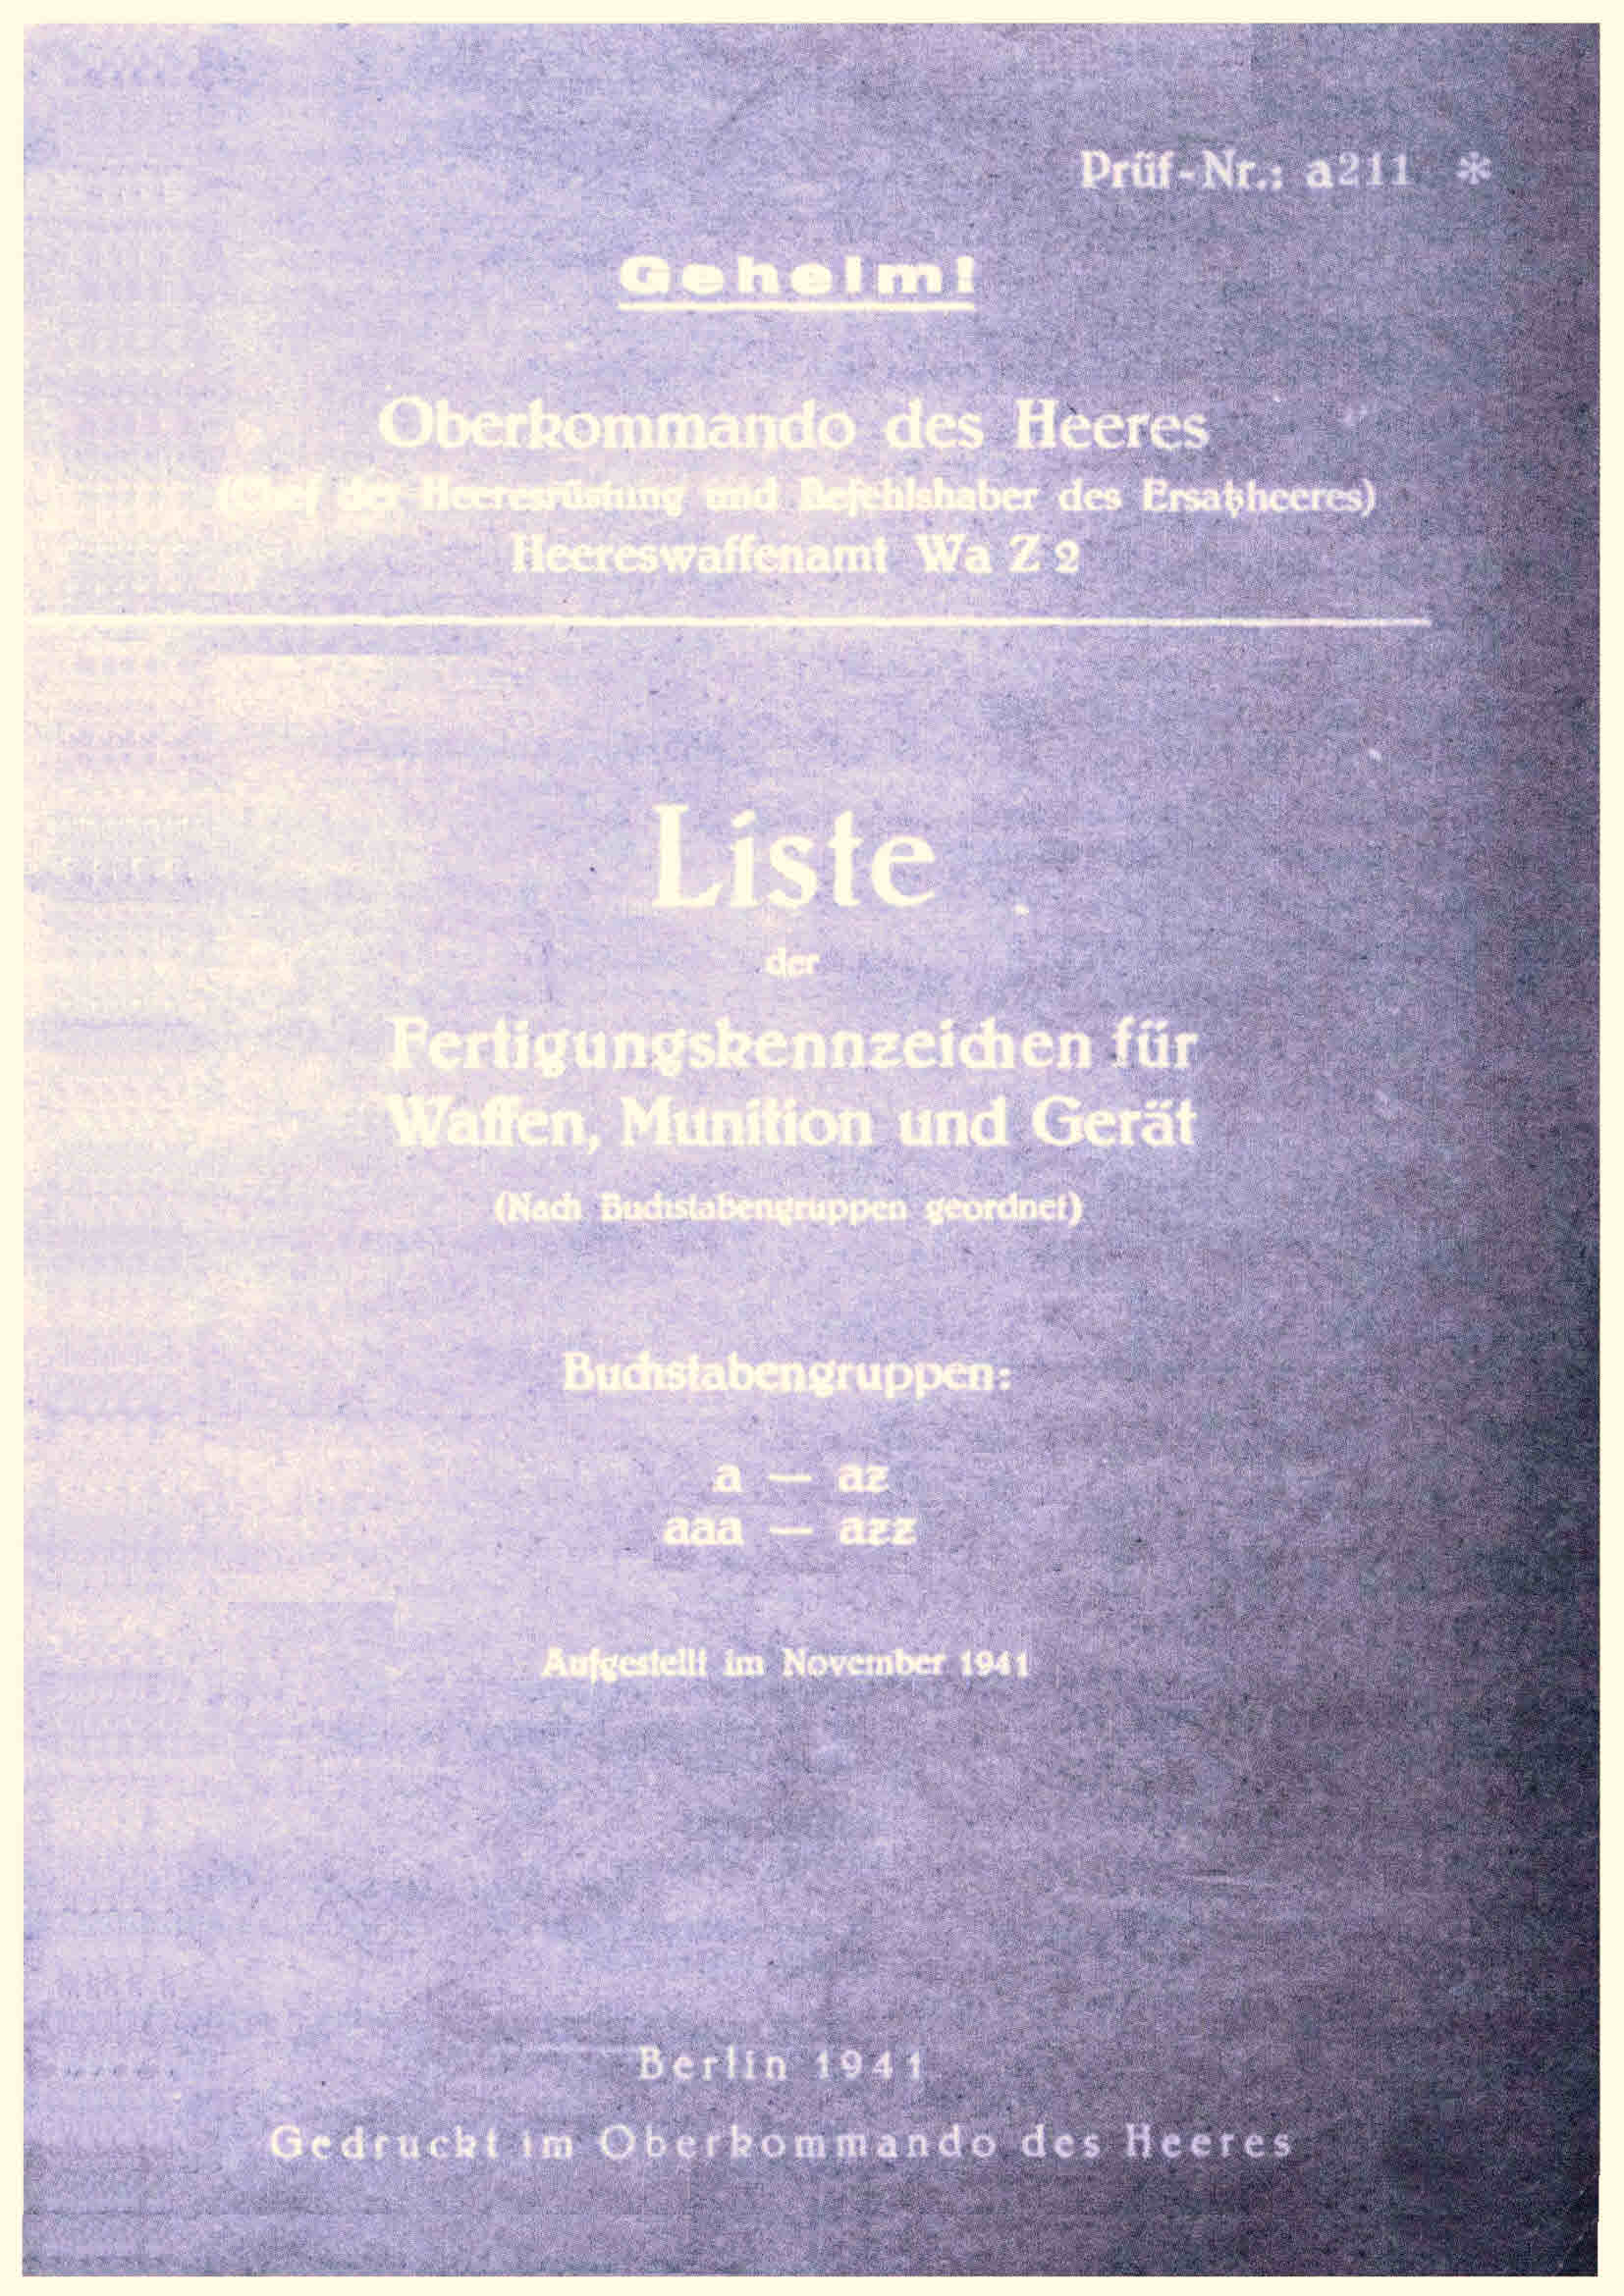 Prüf-Nr.: a211 *
Geheim!
Oberkommando des Heeres
(Chef der Heeresrüstung und Befehlshaber des Ersatzheeres)
Heereswaffenamt Wa Z 2
Liste
der
Fertigungskennzeichen für
Waffen, Munition und Gerät
(Nach Buchstabengruppen geordnet)
Buchstabengruppen:
a — az
aaa — azz
Aufgestellt im November 1941
Berlin 1941
Gedruckt im Oberkommando des Heeres